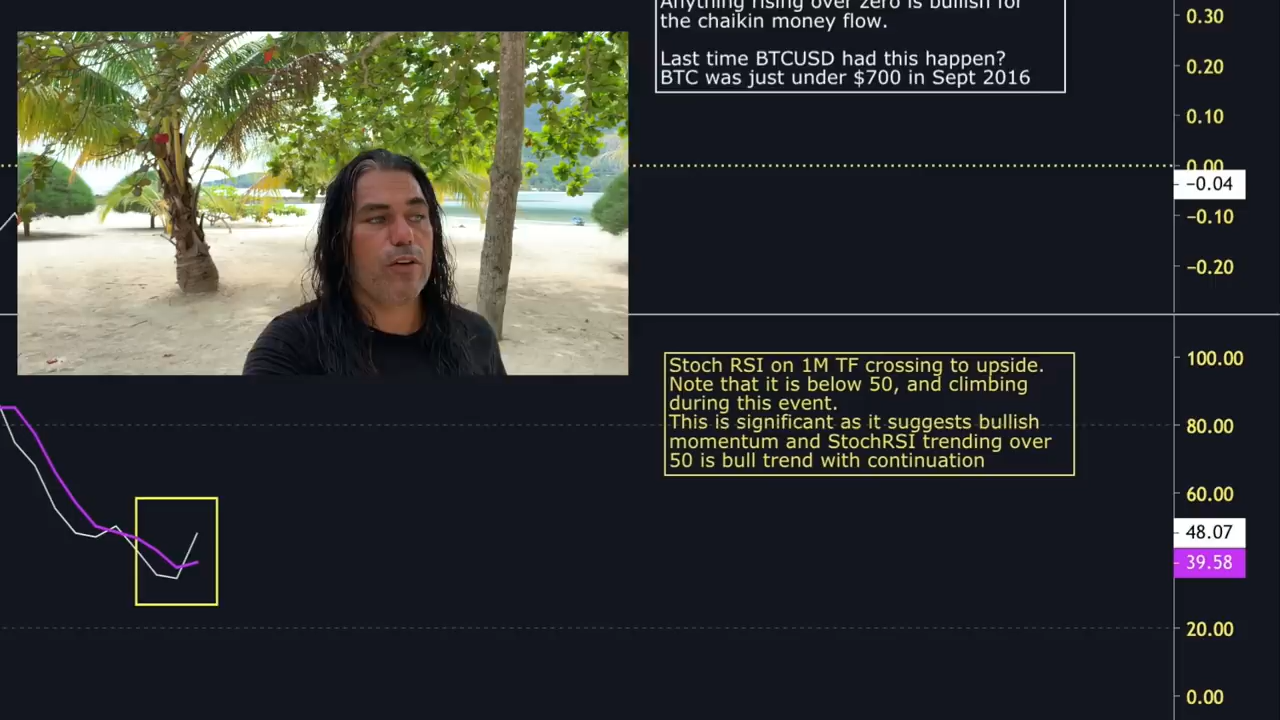 Anything rising over zero is bullish for
the chaikin money flow.
Last time BTCUSD had this happen?
BTC was just under $700 in Sept 2016
0.30
0.20
0.10
0.00
−0.04
−0.10
−0.20
Stoch RSI on 1M TF crossing to upside.
Note that it is below 50, and climbing
during this event.
This is significant as it suggests bullish
momentum and StochRSI trending over
50 is bull trend with continuation
100.00
80.00
60.00
48.07
39.58
20.00
0.00